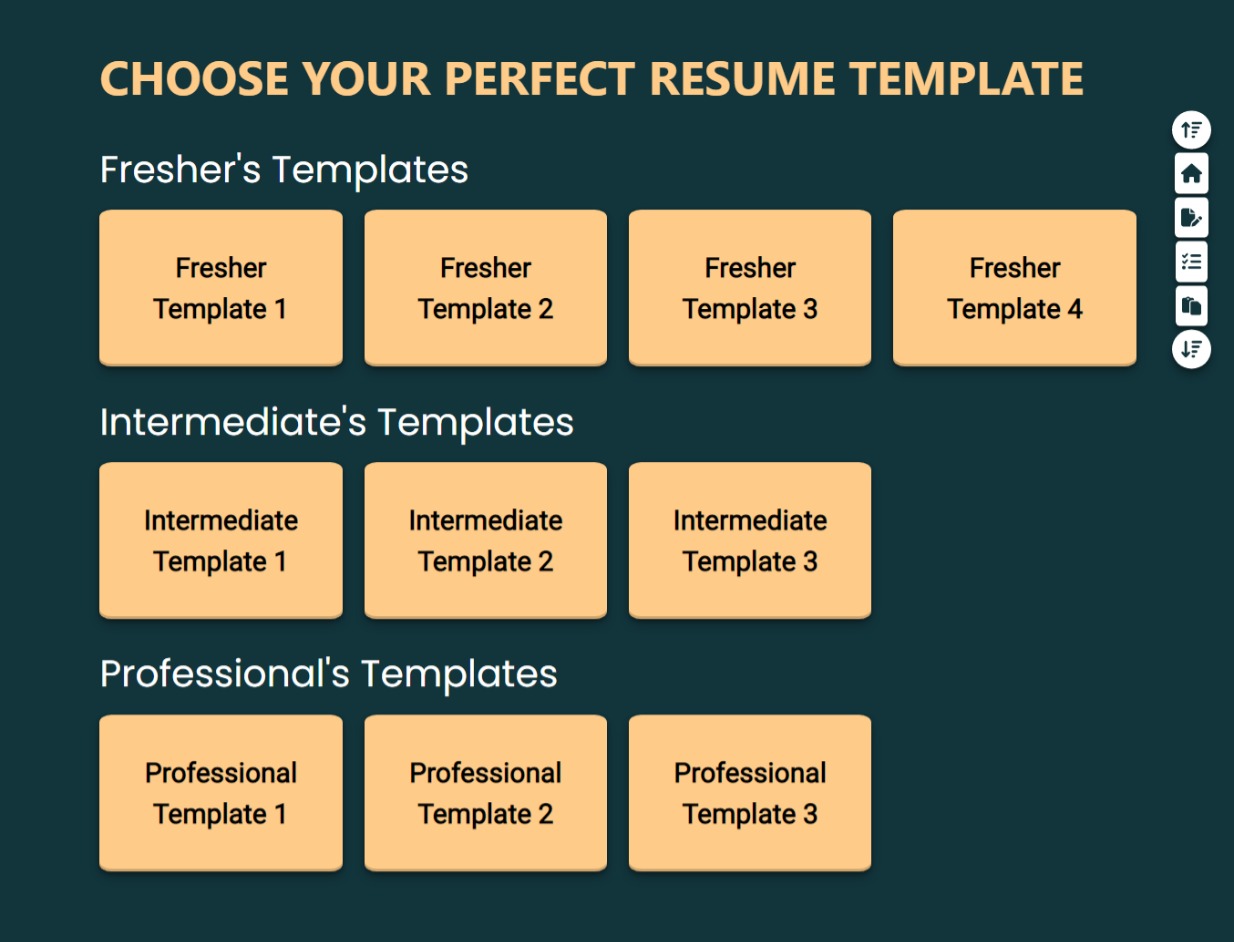 CHOOSE YOUR PERFECT RESUME TEMPLATE
Fresher's Templates
Fresher
Template 1
Fresher
Template 2
Fresher
Template 3
Fresher
Template 4
Intermediate's Templates
Intermediate
Template 1
Intermediate
Template 2
Intermediate
Template 3
Professional's Templates
Professional
Template 1
Professional
Template 2
Professional
Template 3